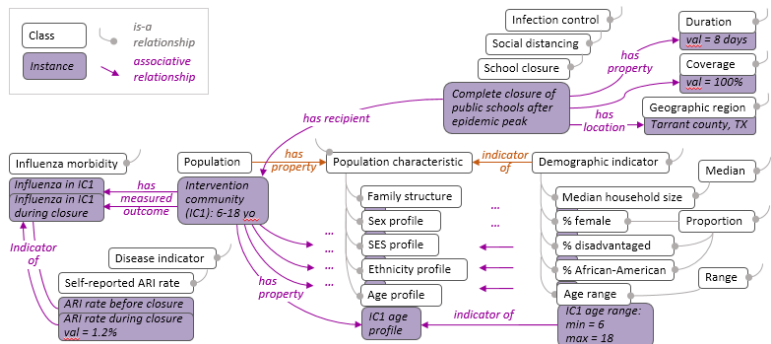 Class
is-a
relationship
Instance
associative
relationship
Infection control
Social distancing
School closure
Complete closure of
public schools after
epidemic peak
has
property
Duration
val = 8 days
Coverage
val = 100%
Geographic region
Tarrant county, TX
has
location
has recipient
Influenza morbidity
Influenza in IC1
Influenza in IC1
during closure
has
measured
outcome
Population
Intervention
community
(IC1): 6-18 yo
has
property
Population characteristic
indicator
of
Demographic indicator
Median
Family structure
Sex profile
SES profile
Ethnicity profile
Age profile
IC1 age
profile
...
...
...
...
...
Median household size
% female
Proportion
% disadvantaged
% African-American
Range
Age range
IC1 age range:
min = 6
max = 18
indicator of
has
property
Indicator
of
Disease indicator
Self-reported ARI rate
ARI rate before closure
ARI rate during closure
val = 1.2%